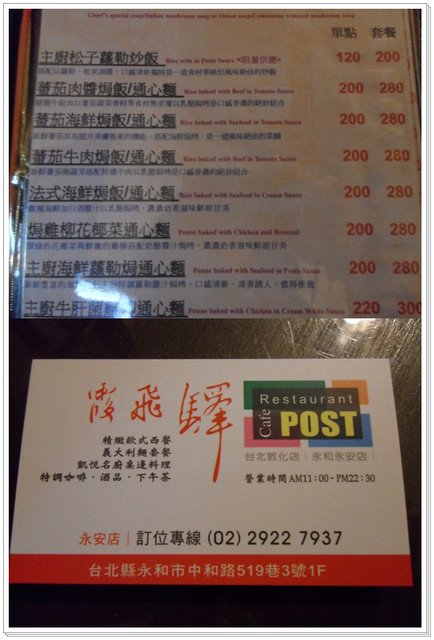 Chief's special soup/Italian mushroom soup or Onion soup/Consomme w/mixed mushroom soup
單點 套餐
主廚松子蘿勒炒飯 Rice with in Pesto Sauce <限量供應> 120 200
蕃茄肉醬焗飯/通心麵 Rice baked with Beef in Tomato Sauce 200 280
蕃茄海鮮焗飯/通心麵 Rice baked with Seafood in Tomato Sauce 200 280
蕃茄牛肉焗飯/通心麵 Rice baked with Beef in Tomato Sauce 200 280
法式海鮮焗飯/通心麵 Rice baked with Seafood in Cream Sauce 200 280
焗雞柳花椰菜通心麵 Penne baked with Chicken and Broccoli 200 280
主廚海鮮蘿勒焗通心麵 Penne baked with Seafood in Pesto Sauce 200 280
主廚牛肝菌 通心麵 Penne baked with Chicken in Cream White Sauce 220 300
霞飛驛
Restaurant
Cafe POST
精緻歐式西餐
義大利麵套餐
凱悅名廚桌邊料理
特調咖啡·酒品·下午茶
台北敦化店｜永和永安店｜
營業時間AM11:00~PM22:30
永安店｜訂位專線 (02) 2922 7937
台北縣永和市中和路519巷3號1F